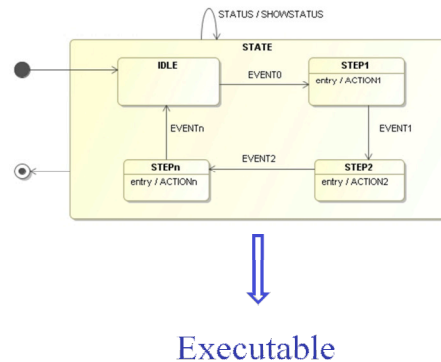 STATUS / SHOWSTATUS
STATE
IDLE
STEP1
entry / ACTION1
EVENT0
EVENTn
EVENT1
EVENT2
STEPn
entry / ACTIONn
STEP2
entry / ACTION2
Executable